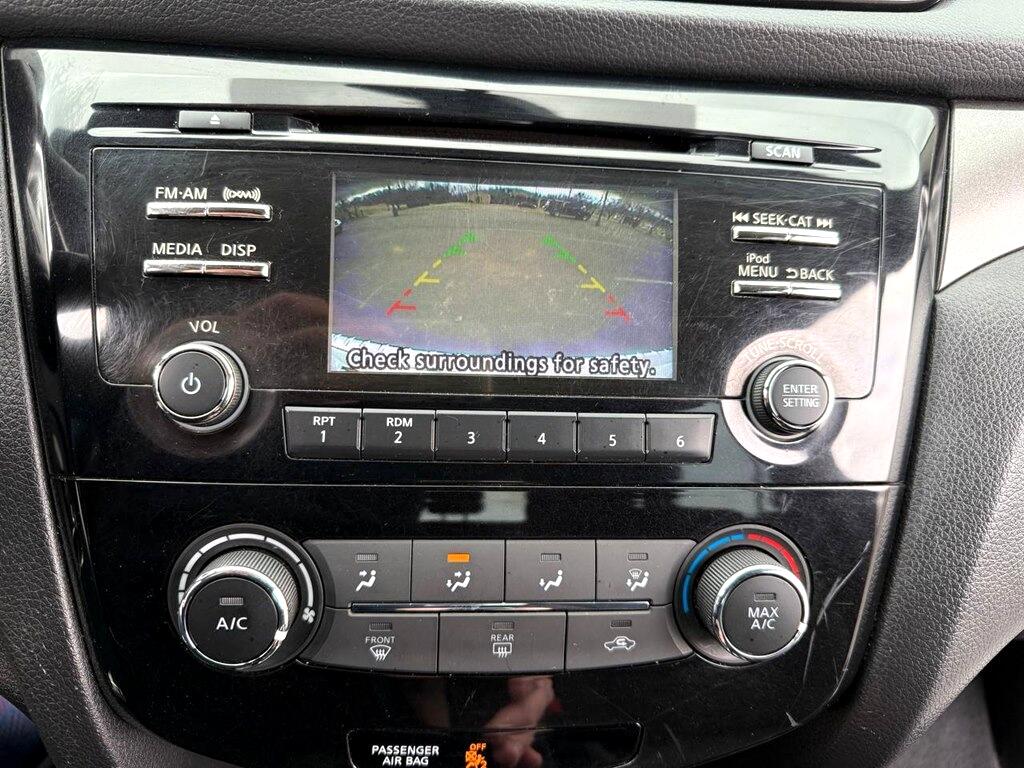 SCAN
FM·AM ((XM))
MEDIA DISP
VOL
SEEK·CAT
iPod
MENU BACK
TUNE·SCROLL
ENTER
SETTING
Check surroundings for safety.
RPT
1
RDM
2
3
4
5
6
A/C
MAX
A/C
FRONT
REAR
PASSENGER
AIR BAG
OFF